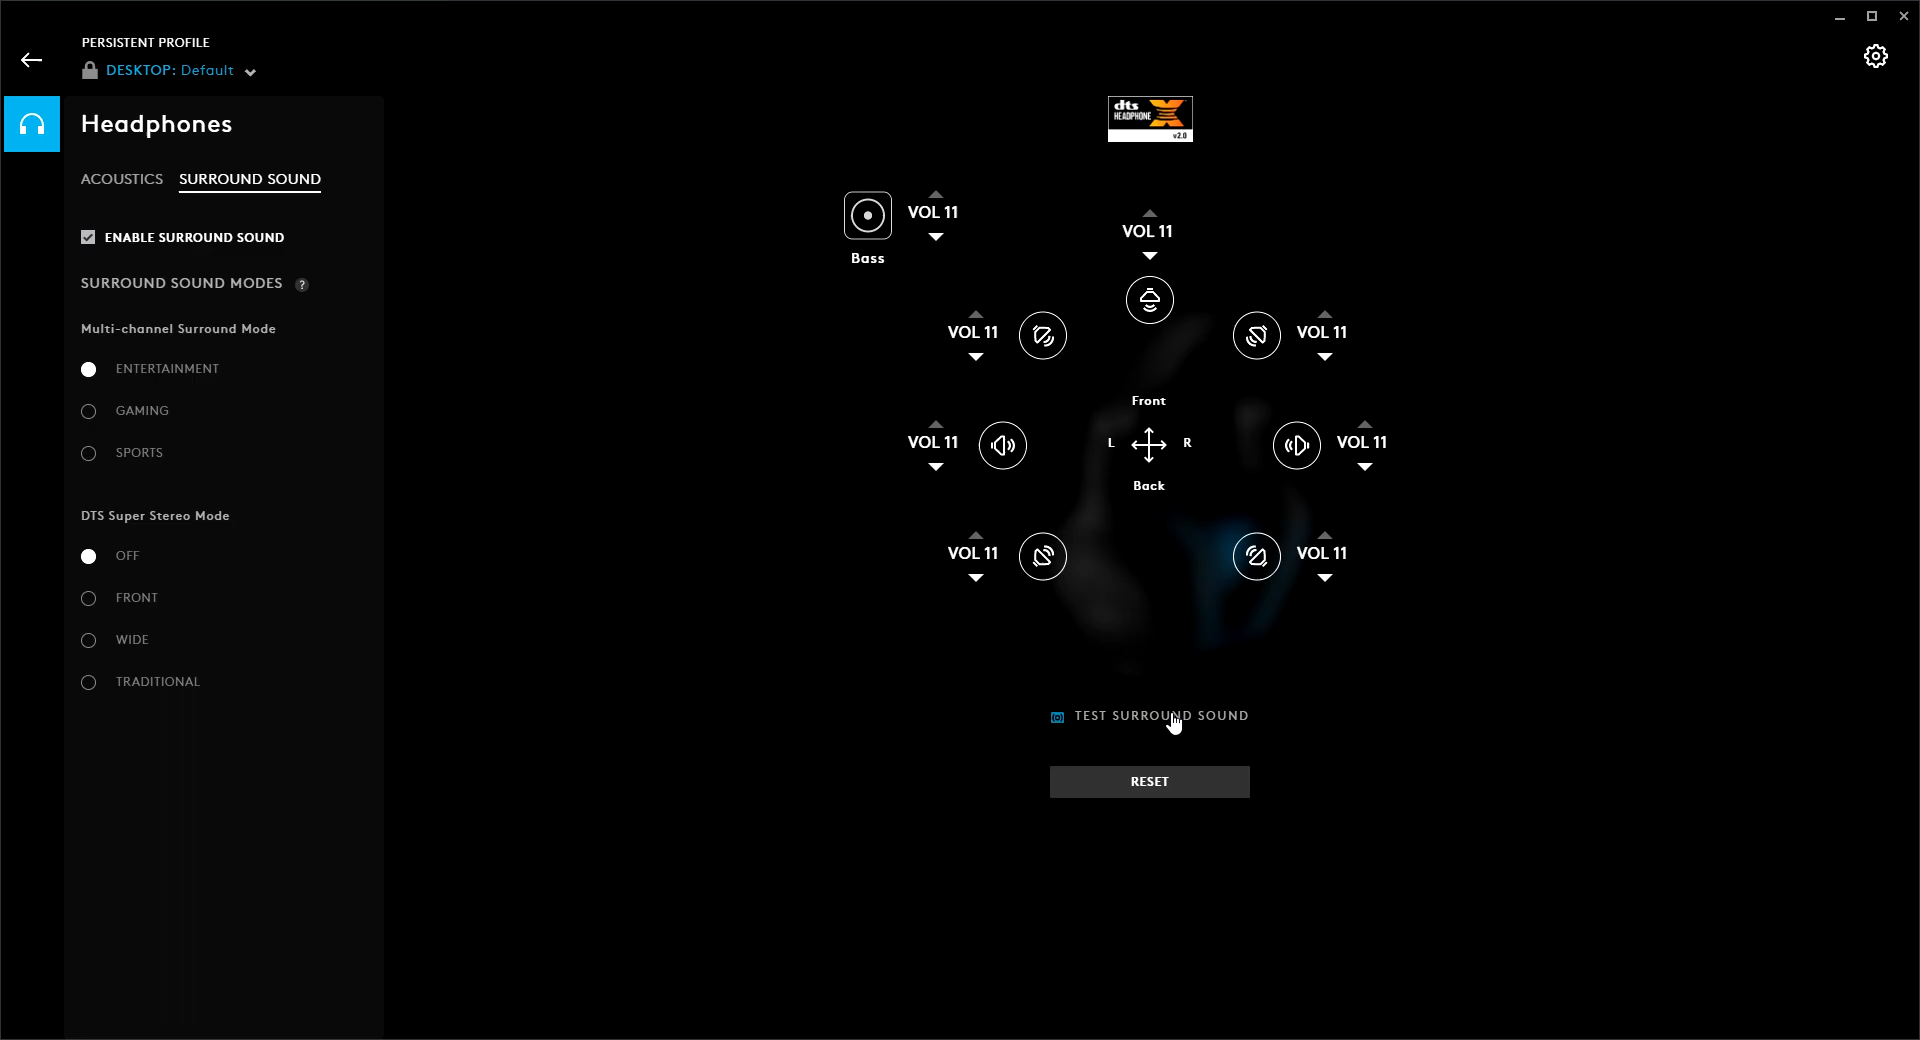 PERSISTENT PROFILE
DESKTOP: Default
Headphones
ACOUSTICS SURROUND SOUND
ENABLE SURROUND SOUND
SURROUND SOUND MODES ?
Multi-channel Surround Mode
ENTERTAINMENT
GAMING
SPORTS
DTS Super Stereo Mode
OFF
FRONT
WIDE
TRADITIONAL
dts
HEADPHONE X
v2.0
VOL 11
Bass
VOL 11
VOL 11
VOL 11
Front
VOL 11
L R
VOL 11
Back
VOL 11
VOL 11
TEST SURROUND SOUND
RESET